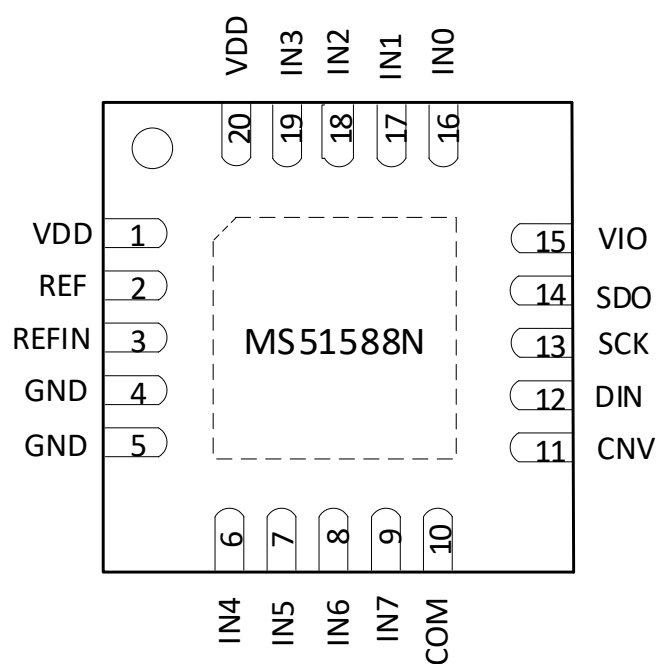 VDD IN3 IN2 IN1 IN0
20 19 18 17 16
VDD 1 15 VIO
REF 2 14 SDO
REFIN 3 MS51588N 13 SCK
GND 4 12 DIN
GND 5 11 CNV
6 7 8 9 10
IN4 IN5 IN6 IN7 COM